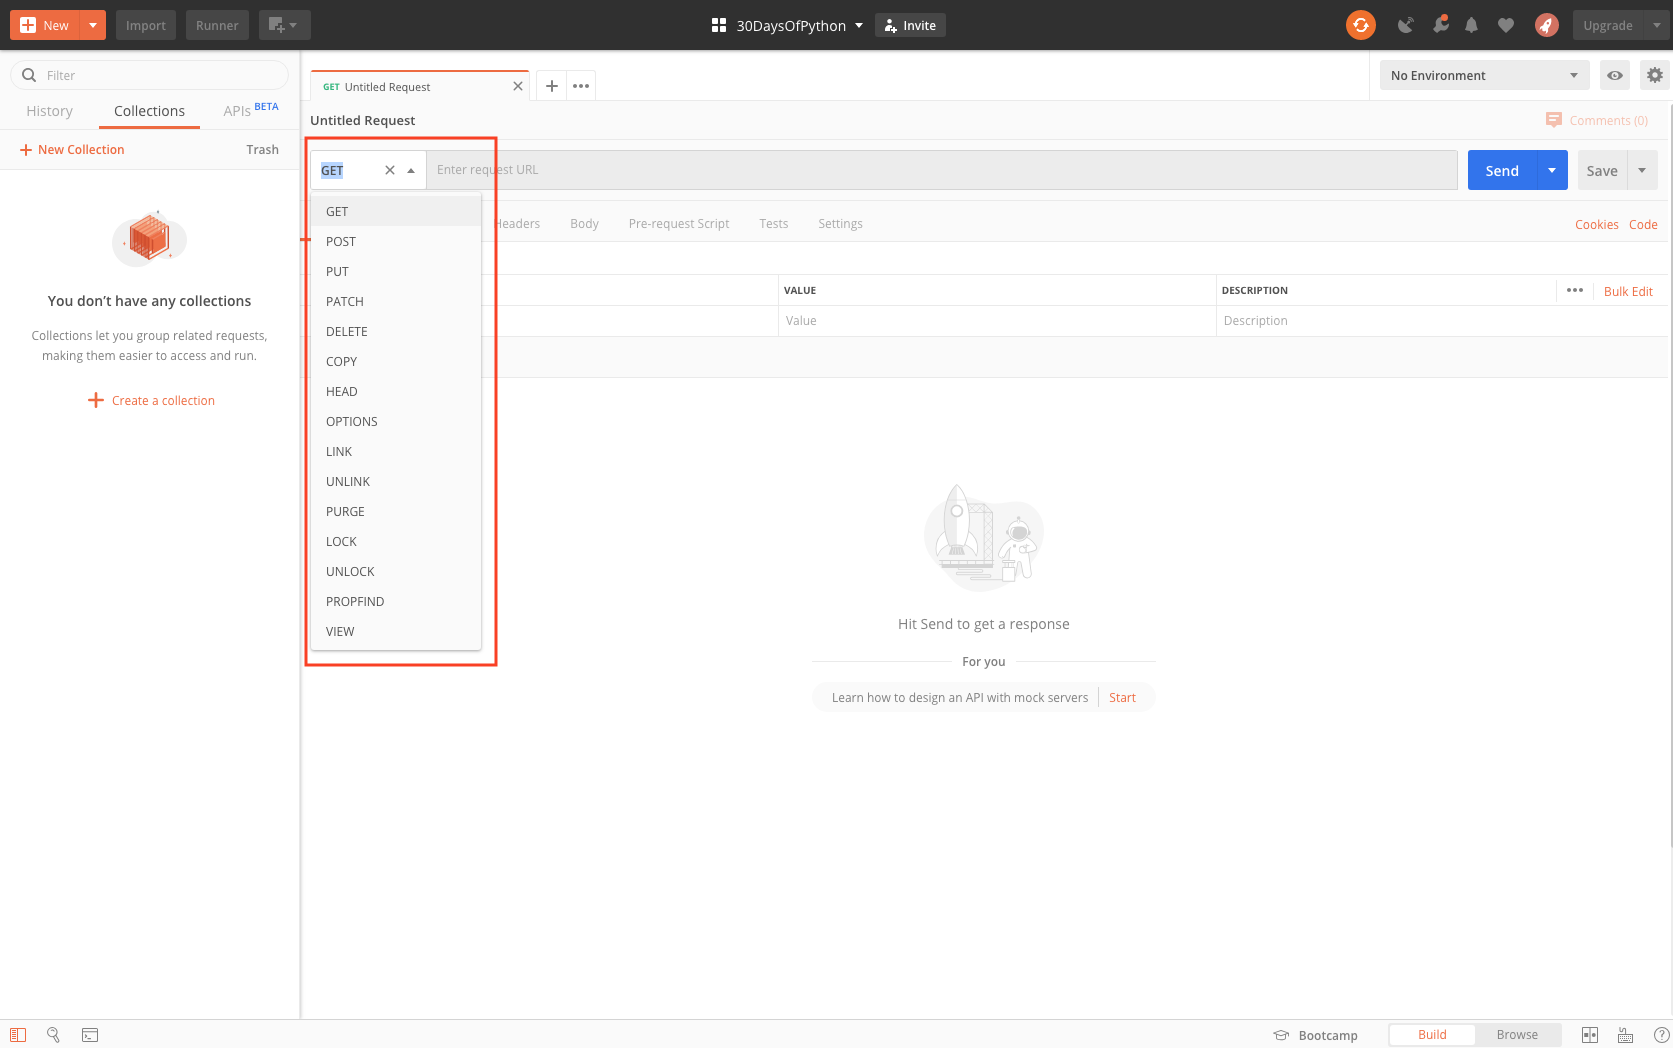 New
Import
Runner
30DaysOfPython
Invite
Upgrade
Filter
History
Collections
APIs BETA
New Collection
Trash
You don’t have any collections
Collections let you group related requests,
making them easier to access and run.
Create a collection
GET Untitled Request
No Environment
Untitled Request
Comments (0)
GET
Enter request URL
Send
Save
GET
POST
PUT
PATCH
DELETE
COPY
HEAD
OPTIONS
LINK
UNLINK
PURGE
LOCK
UNLOCK
PROPFIND
VIEW
Headers
Body
Pre-request Script
Tests
Settings
Cookies
Code
VALUE
DESCRIPTION
Bulk Edit
Value
Description
Hit Send to get a response
For you
Learn how to design an API with mock servers
Start
Bootcamp
Build
Browse